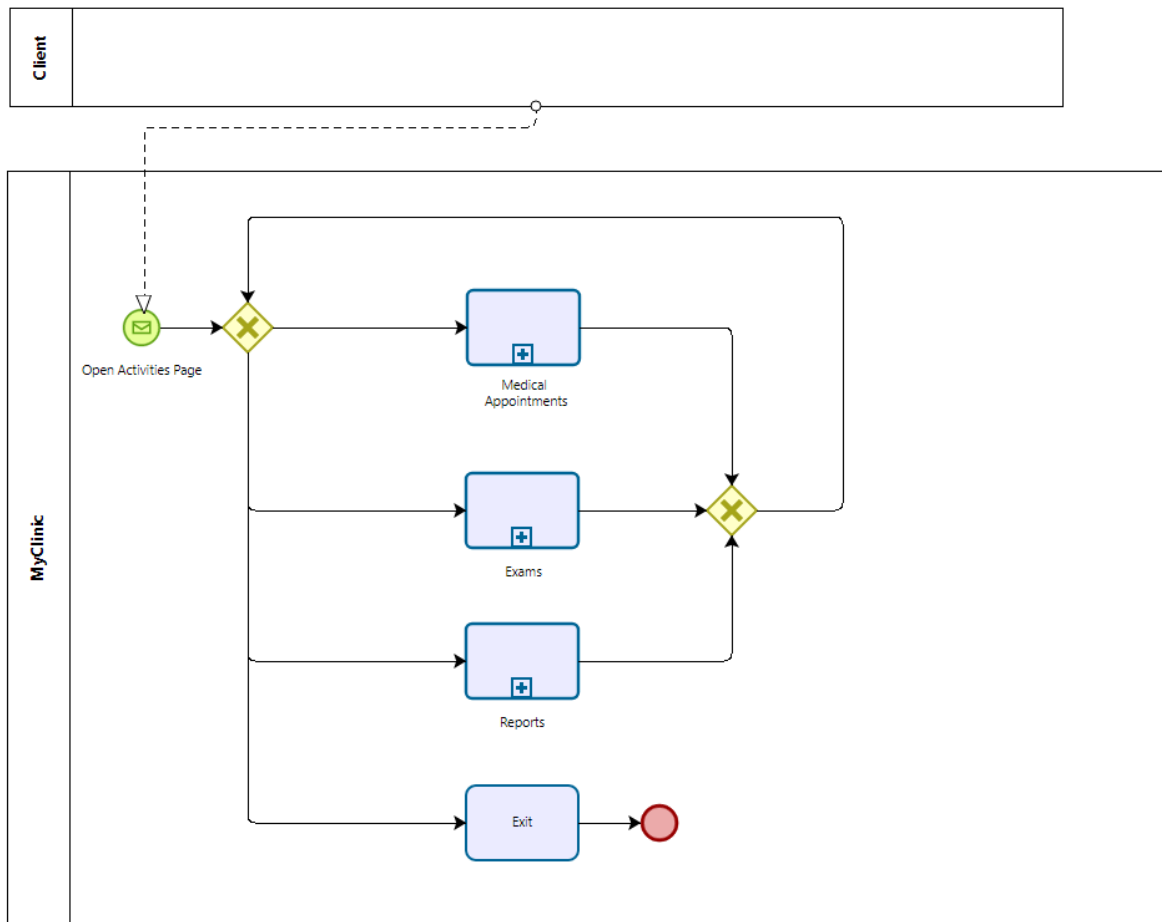 Client
MyClinic
Open Activities Page
Medical
Appointments
Exams
Reports
Exit